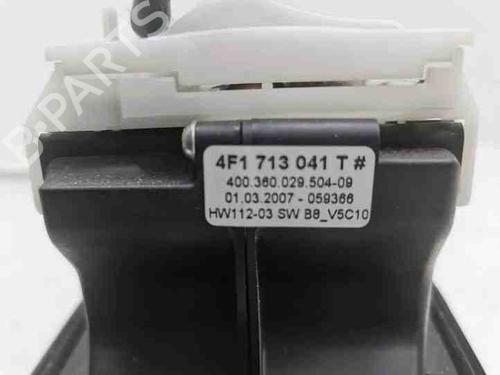 B-PARTS
4F1 713 041 T #
400.360.029.504-09
01.03.2007 - 059366
HW112-03 SW B8_V5C10